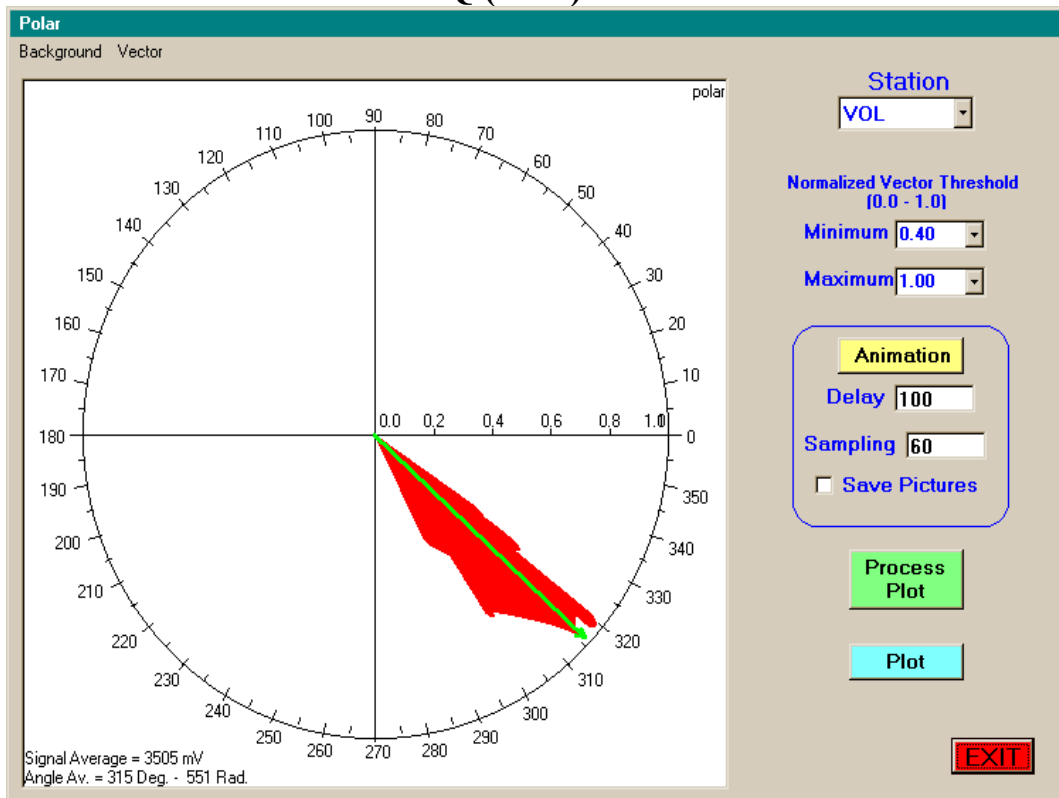 Polar
Background Vector
polar
90
100 80
110 70
120 60
130 50
140 40
150 30
160 20
170 10
0.0 0,2 0,4 0,6 0,8 1.0
180 0
190 350
200 340
210 330
220 320
230 310
240 300
250 290
260 270 280
Signal Average = 3505 mV
Angle Av. = 315 Deg. - 551 Rad.
Station
VOL
Normalized Vector Threshold
(0.0 - 1.0)
Minimum 0.40
Maximum 1.00
Animation
Delay 100
Sampling 60
Save Pictures
Process
Plot
Plot
EXIT